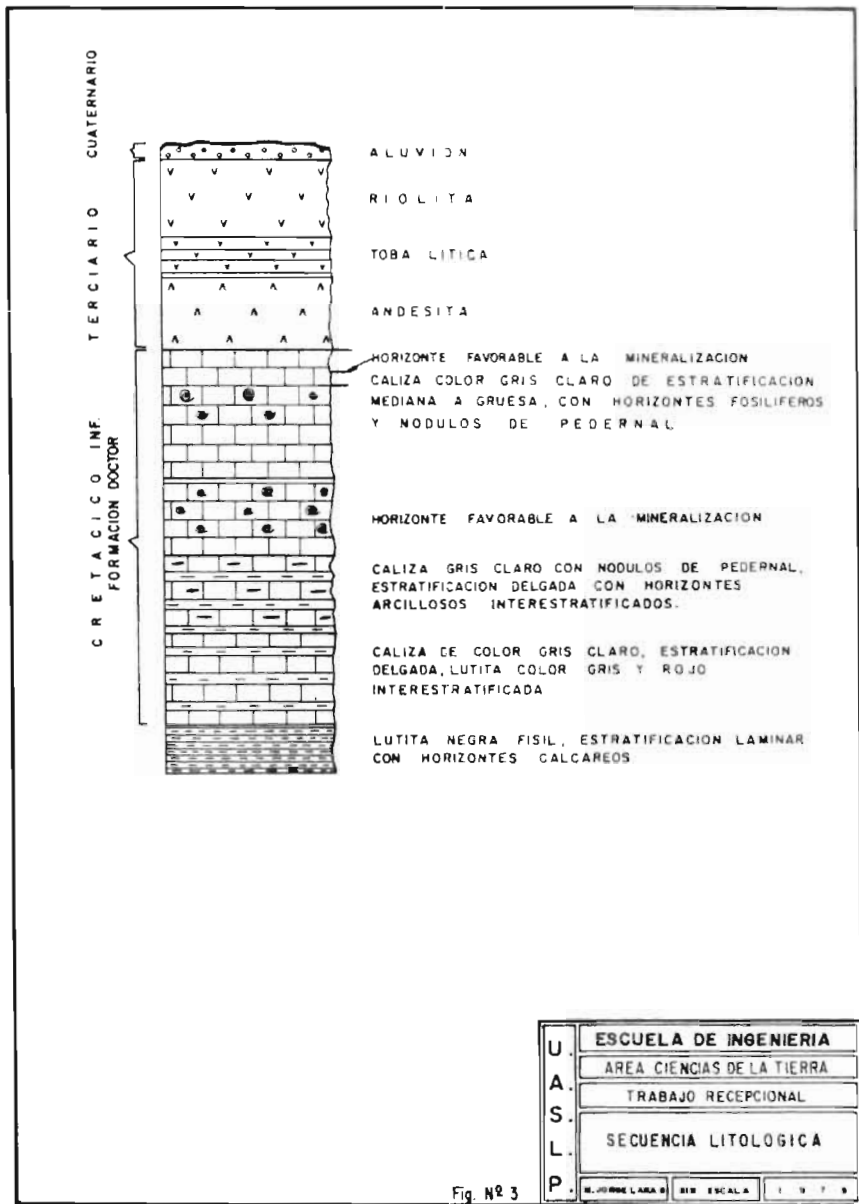 CUATERNARIO
TERCIARIO
CRETACICO INF.
FORMACION DOCTOR
ALUVION
RIOLITA
TOBA LITICA
ANDESITA
HORIZONTE FAVORABLE A LA MINERALIZACION
CALIZA COLOR GRIS CLARO DE ESTRATIFICACION
MEDIANA A GRUESA, CON HORIZONTES FOSILIFEROS
Y NODULOS DE PEDERNAL
HORIZONTE FAVORABLE A LA MINERALIZACION
CALIZA GRIS CLARO CON NODULOS DE PEDERNAL,
ESTRATIFICACION DELGADA CON HORIZONTES
ARCILLOSOS INTERESTRATIFICADOS.
CALIZA DE COLOR GRIS CLARO, ESTRATIFICACION
DELGADA, LUTITA COLOR GRIS Y ROJO
INTERESTRATIFICADA
LUTITA NEGRA FISIL, ESTRATIFICACION LAMINAR
CON HORIZONTES CALCAREOS
U.A.S.L.P.
ESCUELA DE INGENIERIA
AREA CIENCIAS DE LA TIERRA
TRABAJO RECEPCIONAL
SECUENCIA LITOLOGICA
JORGE LARA SIN ESCALA
Fig. Nº 3